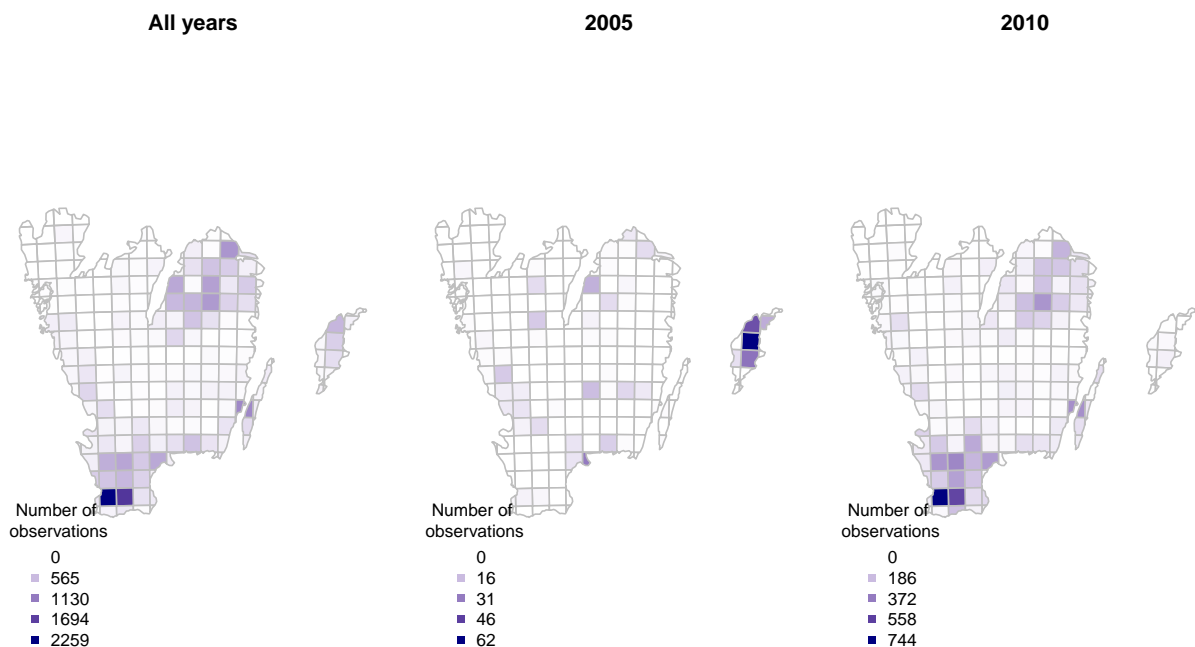 All years
2005
2010
Number of
observations
0
565
1130
1694
2259
Number of
observations
0
16
31
46
62
Number of
observations
0
186
372
558
744